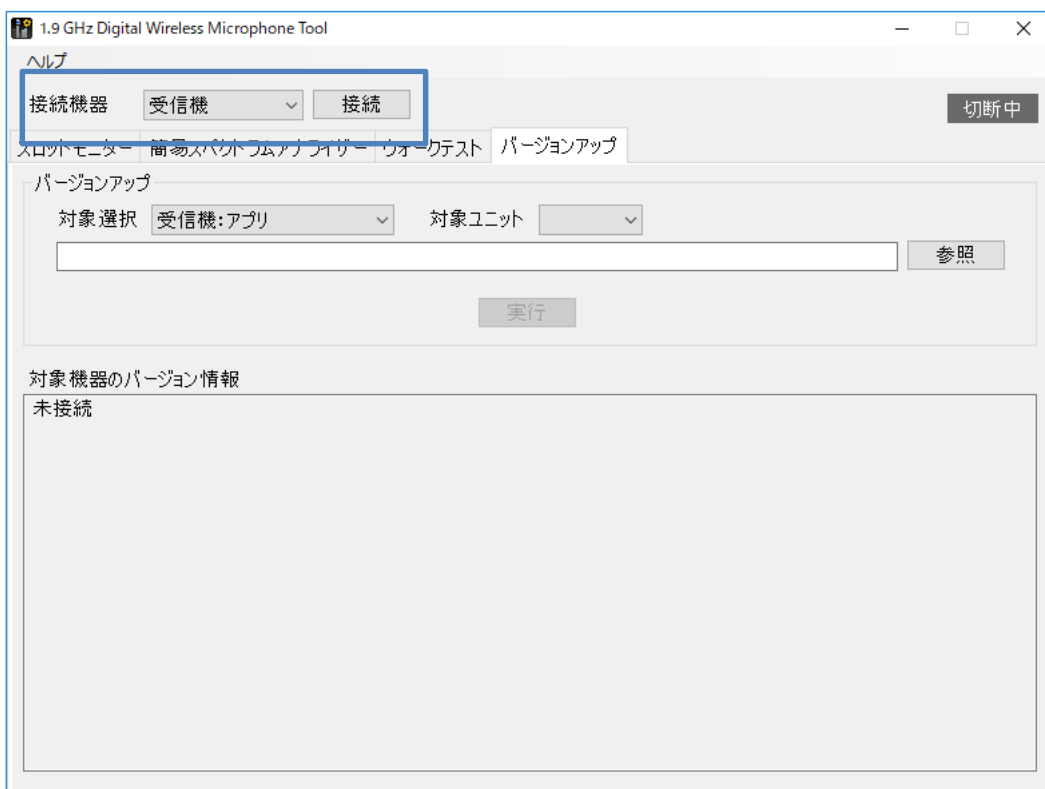 1.9 GHz Digital Wireless Microphone Tool
ヘルプ
接続機器 受信機 接続 切断中
スロットモニター 簡易スペクトラムアナライザー ウォークテスト バージョンアップ
バージョンアップ
対象選択 受信機:アプリ 対象ユニット
参照
実行
対象機器のバージョン情報
未接続